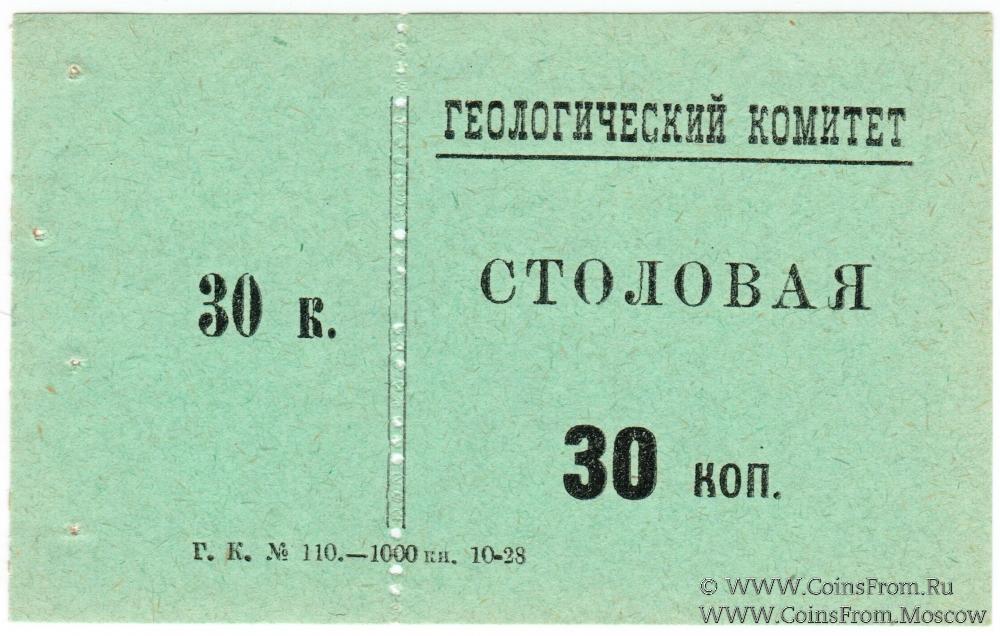 ГЕОЛОГИЧЕСКИЙ КОМИТЕТ
СТОЛОВАЯ
30 к.
30 коп.
Г. К. № 110.—1000 кн. 10-28
© WWW.CoinsFrom.Ru
WWW.CoinsFrom.Moscow